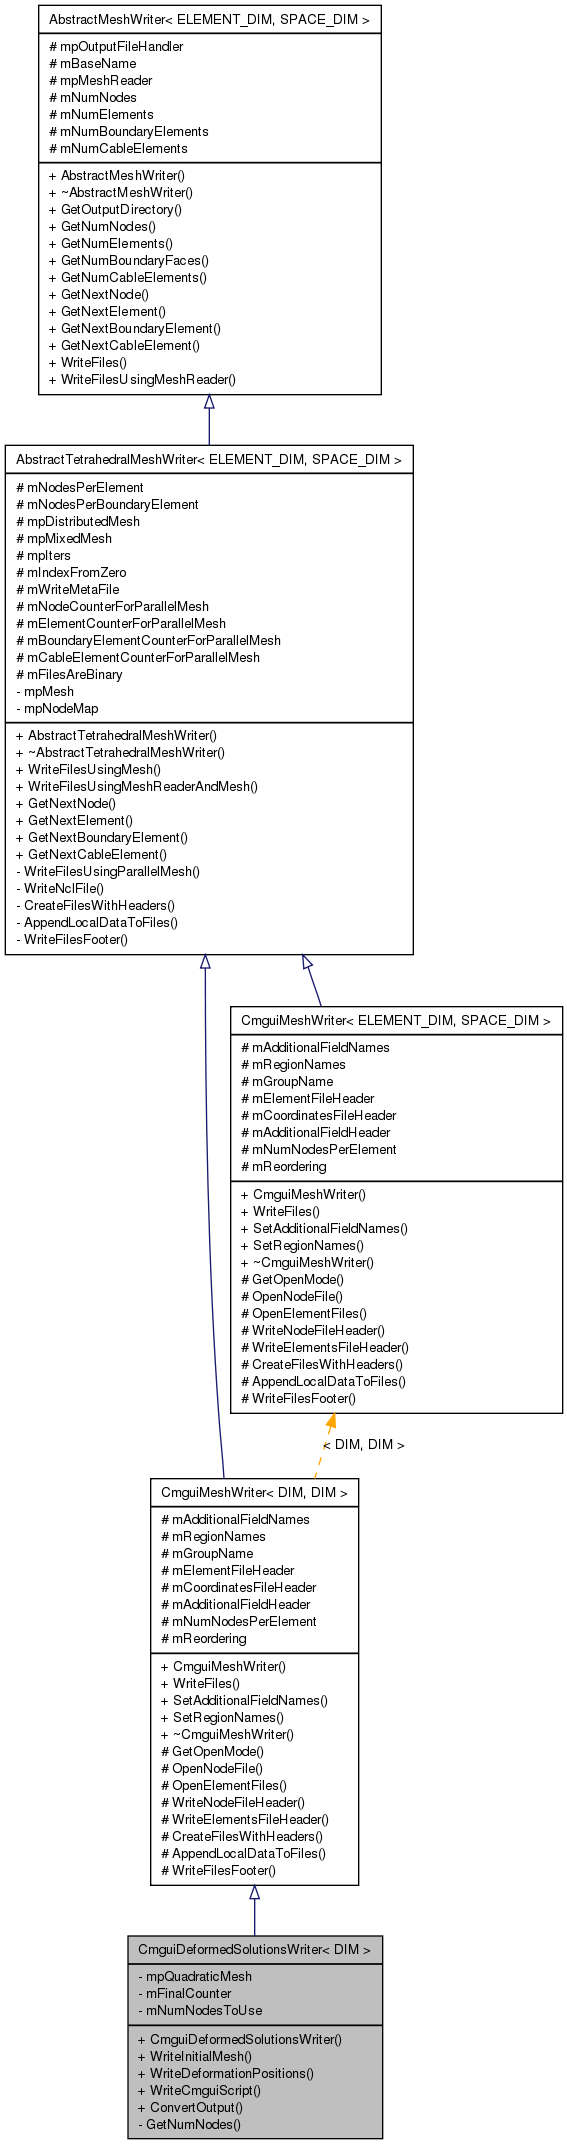 AbstractMeshWriter< ELEMENT_DIM, SPACE_DIM >
# mpOutputFileHandler
# mBaseName
# mpMeshReader
# mNumNodes
# mNumElements
# mNumBoundaryElements
# mNumCableElements
+ AbstractMeshWriter()
+ ~AbstractMeshWriter()
+ GetOutputDirectory()
+ GetNumNodes()
+ GetNumElements()
+ GetNumBoundaryFaces()
+ GetNumCableElements()
+ GetNextNode()
+ GetNextElement()
+ GetNextBoundaryElement()
+ GetNextCableElement()
+ WriteFiles()
+ WriteFilesUsingMeshReader()
AbstractTetrahedralMeshWriter< ELEMENT_DIM, SPACE_DIM >
# mNodesPerElement
# mNodesPerBoundaryElement
# mpDistributedMesh
# mpMixedMesh
# mpIters
# mIndexFromZero
# mWriteMetaFile
# mNodeCounterForParallelMesh
# mElementCounterForParallelMesh
# mBoundaryElementCounterForParallelMesh
# mCableElementCounterForParallelMesh
# mFilesAreBinary
- mpMesh
- mpNodeMap
+ AbstractTetrahedralMeshWriter()
+ ~AbstractTetrahedralMeshWriter()
+ WriteFilesUsingMesh()
+ WriteFilesUsingMeshReaderAndMesh()
+ GetNextNode()
+ GetNextElement()
+ GetNextBoundaryElement()
+ GetNextCableElement()
- WriteFilesUsingParallelMesh()
- WriteNclFile()
- CreateFilesWithHeaders()
- AppendLocalDataToFiles()
- WriteFilesFooter()
CmguiMeshWriter< ELEMENT_DIM, SPACE_DIM >
# mAdditionalFieldNames
# mRegionNames
# mGroupName
# mElementFileHeader
# mCoordinatesFileHeader
# mAdditionalFieldHeader
# mNumNodesPerElement
# mReordering
+ CmguiMeshWriter()
+ WriteFiles()
+ SetAdditionalFieldNames()
+ SetRegionNames()
+ ~CmguiMeshWriter()
# GetOpenMode()
# OpenNodeFile()
# OpenElementFiles()
# WriteNodeFileHeader()
# WriteElementsFileHeader()
# CreateFilesWithHeaders()
# AppendLocalDataToFiles()
# WriteFilesFooter()
< DIM, DIM >
CmguiMeshWriter< DIM, DIM >
# mAdditionalFieldNames
# mRegionNames
# mGroupName
# mElementFileHeader
# mCoordinatesFileHeader
# mAdditionalFieldHeader
# mNumNodesPerElement
# mReordering
+ CmguiMeshWriter()
+ WriteFiles()
+ SetAdditionalFieldNames()
+ SetRegionNames()
+ ~CmguiMeshWriter()
# GetOpenMode()
# OpenNodeFile()
# OpenElementFiles()
# WriteNodeFileHeader()
# WriteElementsFileHeader()
# CreateFilesWithHeaders()
# AppendLocalDataToFiles()
# WriteFilesFooter()
CmguiDeformedSolutionsWriter< DIM >
- mpQuadraticMesh
- mFinalCounter
- mNumNodesToUse
+ CmguiDeformedSolutionsWriter()
+ WriteInitialMesh()
+ WriteDeformationPositions()
+ WriteCmguiScript()
+ ConvertOutput()
- GetNumNodes()